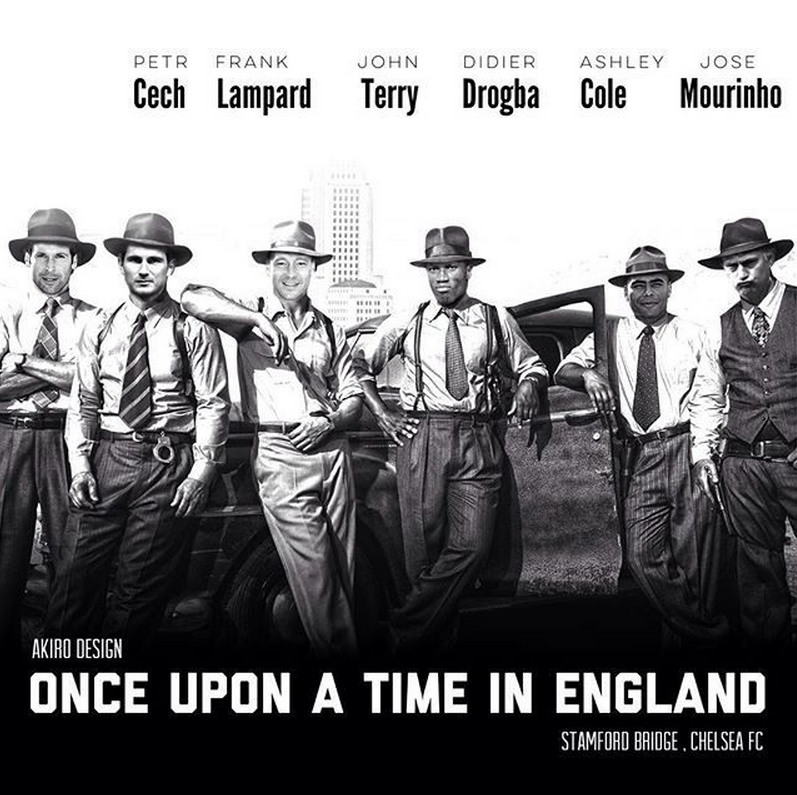 PETR FRANK JOHN DIDIER ASHLEY JOSE
Cech Lampard Terry Drogba Cole Mourinho
AKIRO DESIGN
ONCE UPON A TIME IN ENGLAND
STAMFORD BRIDGE , CHELSEA FC